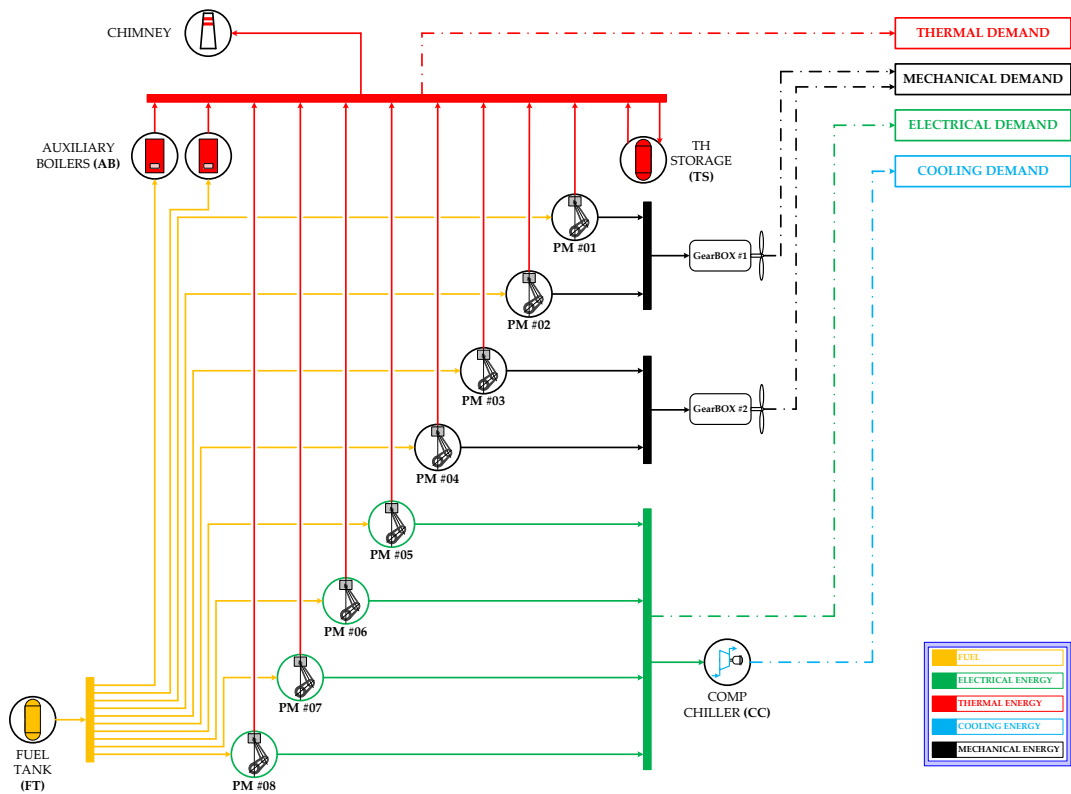 CHIMNEY
THERMAL DEMAND
MECHANICAL DEMAND
ELECTRICAL DEMAND
COOLING DEMAND
AUXILIARY
BOILERS (AB)
TH
STORAGE
(TS)
PM #01
GearBOX #1
PM #02
PM #03
GearBOX #2
PM #04
PM #05
PM #06
PM #07
PM #08
COMP
CHILLER (CC)
FUEL
TANK
(FT)
FUEL
ELECTRICAL ENERGY
THERMAL ENERGY
COOLING ENERGY
MECHANICAL ENERGY